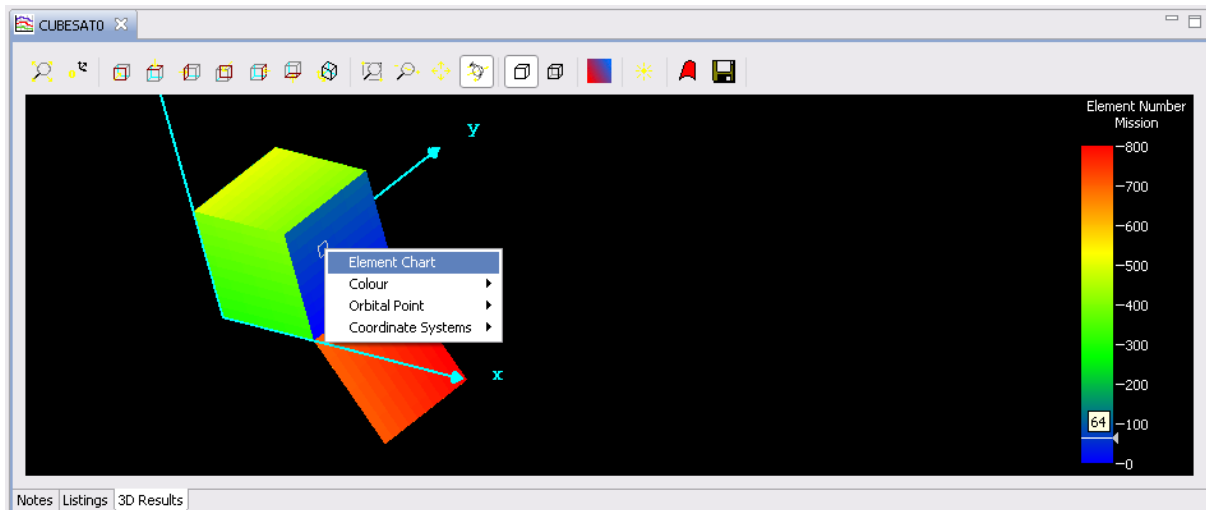 CUBESAT0
Element Number
Mission
800
700
600
500
400
300
200
64
100
0
y
x
Element Chart
Colour
Orbital Point
Coordinate Systems
Notes
Listings
3D Results